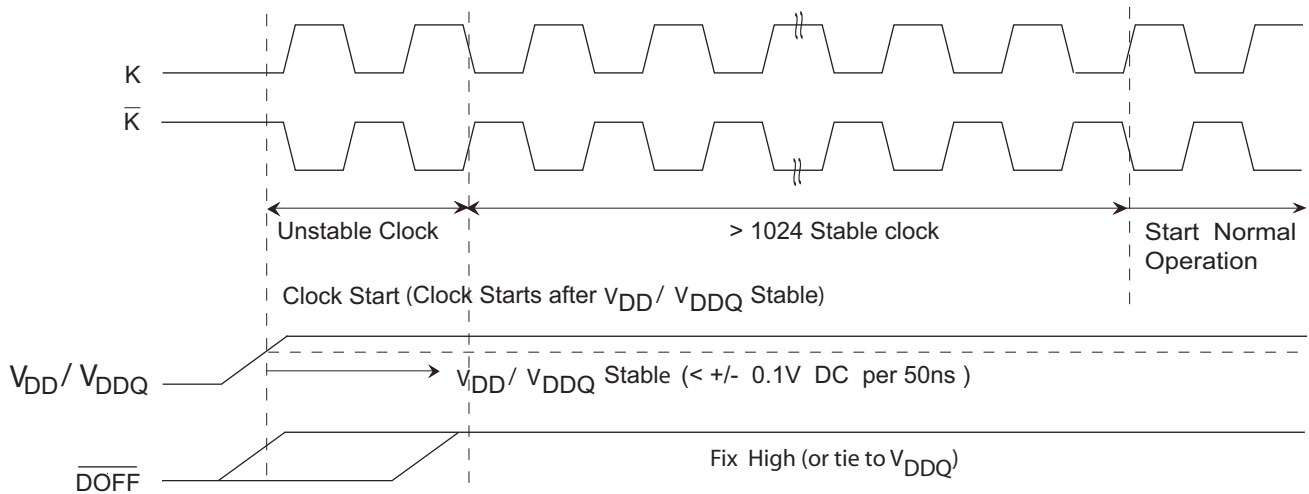 K
K̅
Unstable Clock
> 1024 Stable clock
Start Normal
Operation
Clock Start (Clock Starts after VDD/ VDDQ Stable)
VDD/ VDDQ
VDD/ VDDQ Stable (< +/- 0.1V DC per 50ns )
Fix High (or tie to VDDQ)
D̅O̅F̅F̅